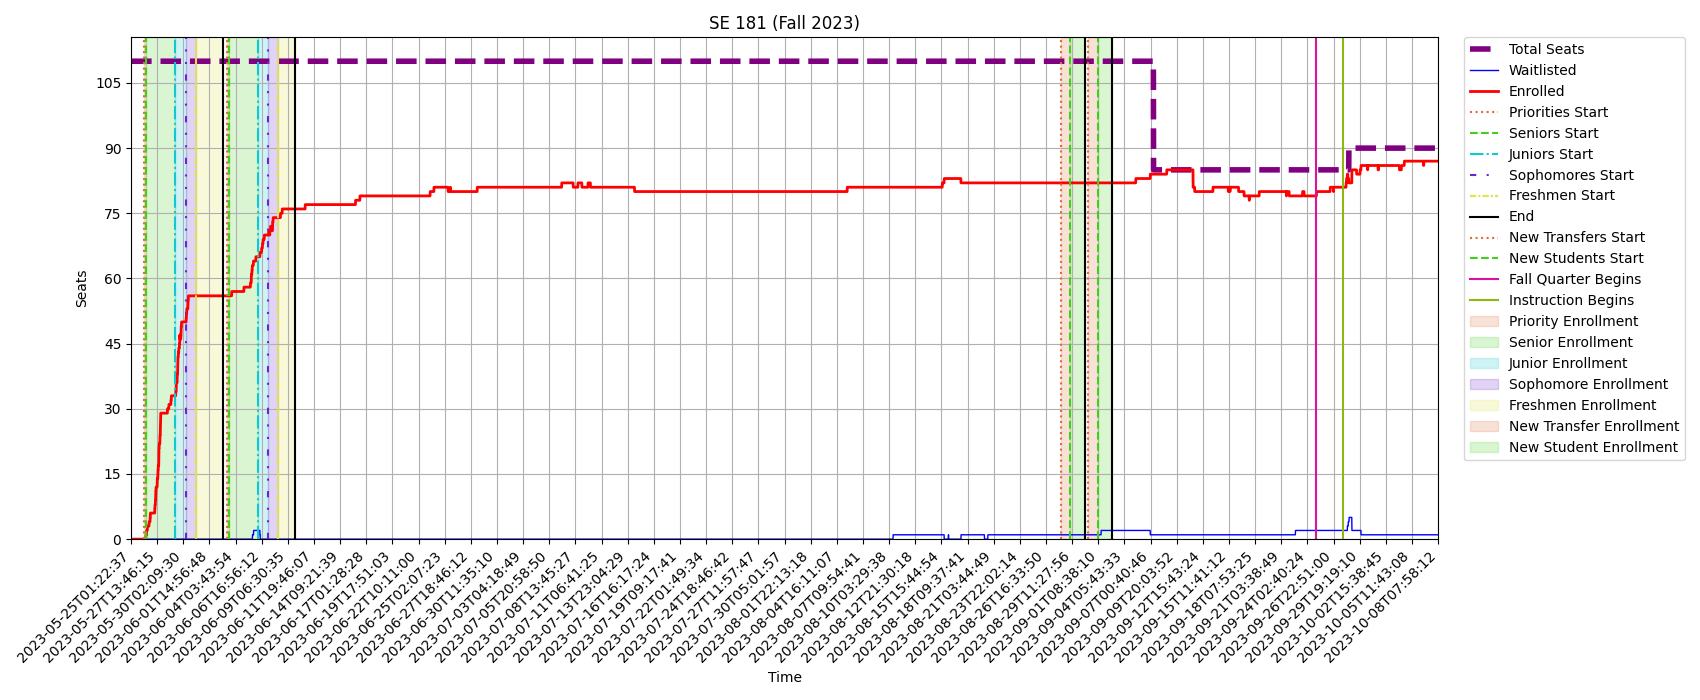 SE 181 (Fall 2023)
Seats
105
90
75
60
45
30
15
0
2023-05-25T01:22:37
2023-05-27T13:46:15
2023-05-30T02:09:30
2023-06-01T14:56:48
2023-06-04T03:43:54
2023-06-06T16:56:12
2023-06-09T06:30:35
2023-06-11T19:46:07
2023-06-14T09:21:39
2023-06-17T01:28:28
2023-06-19T17:51:03
2023-06-22T10:11:00
2023-06-25T02:07:23
2023-06-27T18:46:12
2023-06-30T11:35:10
2023-07-03T04:18:49
2023-07-05T20:58:50
2023-07-08T13:45:27
2023-07-11T06:41:25
2023-07-13T23:04:29
2023-07-16T16:17:24
2023-07-19T09:17:41
2023-07-22T01:49:34
2023-07-24T18:46:42
2023-07-27T11:57:47
2023-07-30T05:01:57
2023-08-01T22:13:18
2023-08-04T16:11:07
2023-08-07T09:54:41
2023-08-10T03:29:38
2023-08-12T21:30:18
2023-08-15T15:44:54
2023-08-18T09:37:41
2023-08-21T03:44:49
2023-08-23T22:02:14
2023-08-26T16:33:50
2023-08-29T11:27:56
2023-09-01T08:38:10
2023-09-04T05:43:33
2023-09-07T00:40:46
2023-09-09T20:03:52
2023-09-12T15:43:24
2023-09-15T11:41:12
2023-09-18T07:53:25
2023-09-21T03:38:49
2023-09-24T02:40:24
2023-09-26T22:51:00
2023-09-29T19:19:10
2023-10-02T15:38:45
2023-10-05T11:43:08
2023-10-08T07:58:12
Time
Total Seats
Waitlisted
Enrolled
Priorities Start
Seniors Start
Juniors Start
Sophomores Start
Freshmen Start
End
New Transfers Start
New Students Start
Fall Quarter Begins
Instruction Begins
Priority Enrollment
Senior Enrollment
Junior Enrollment
Sophomore Enrollment
Freshmen Enrollment
New Transfer Enrollment
New Student Enrollment